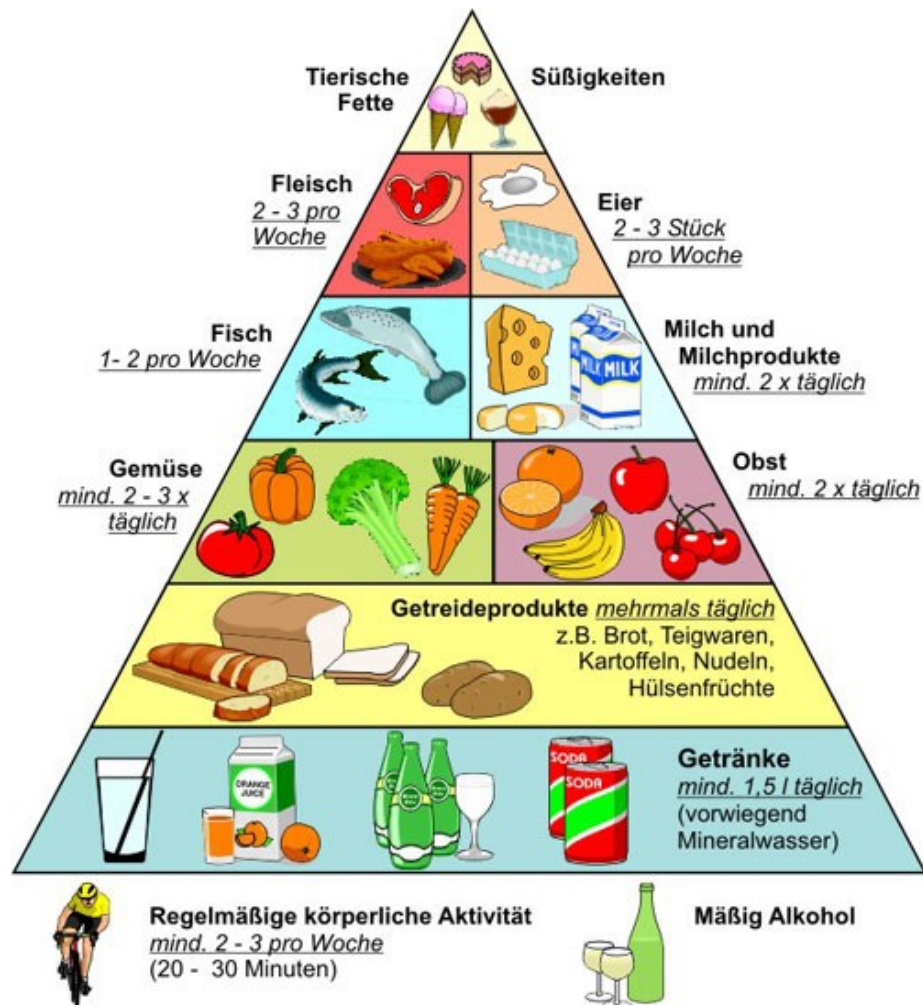 Tierische
Fette
Süßigkeiten
Fleisch
2 - 3 pro
Woche
Eier
2 - 3 Stück
pro Woche
Fisch
1- 2 pro Woche
Milch und
Milchprodukte
mind. 2 x täglich
MILK
MILK
Gemüse
mind. 2 - 3 x
täglich
Obst
mind. 2 x täglich
Getreideprodukte mehrmals täglich
z.B. Brot, Teigwaren,
Kartoffeln, Nudeln,
Hülsenfrüchte
ORANGE
JUICE
SODA
SODA
Getränke
mind. 1,5 l täglich
(vorwiegend
Mineralwasser)
Regelmäßige körperliche Aktivität
mind. 2 - 3 pro Woche
(20 - 30 Minuten)
Mäßig Alkohol